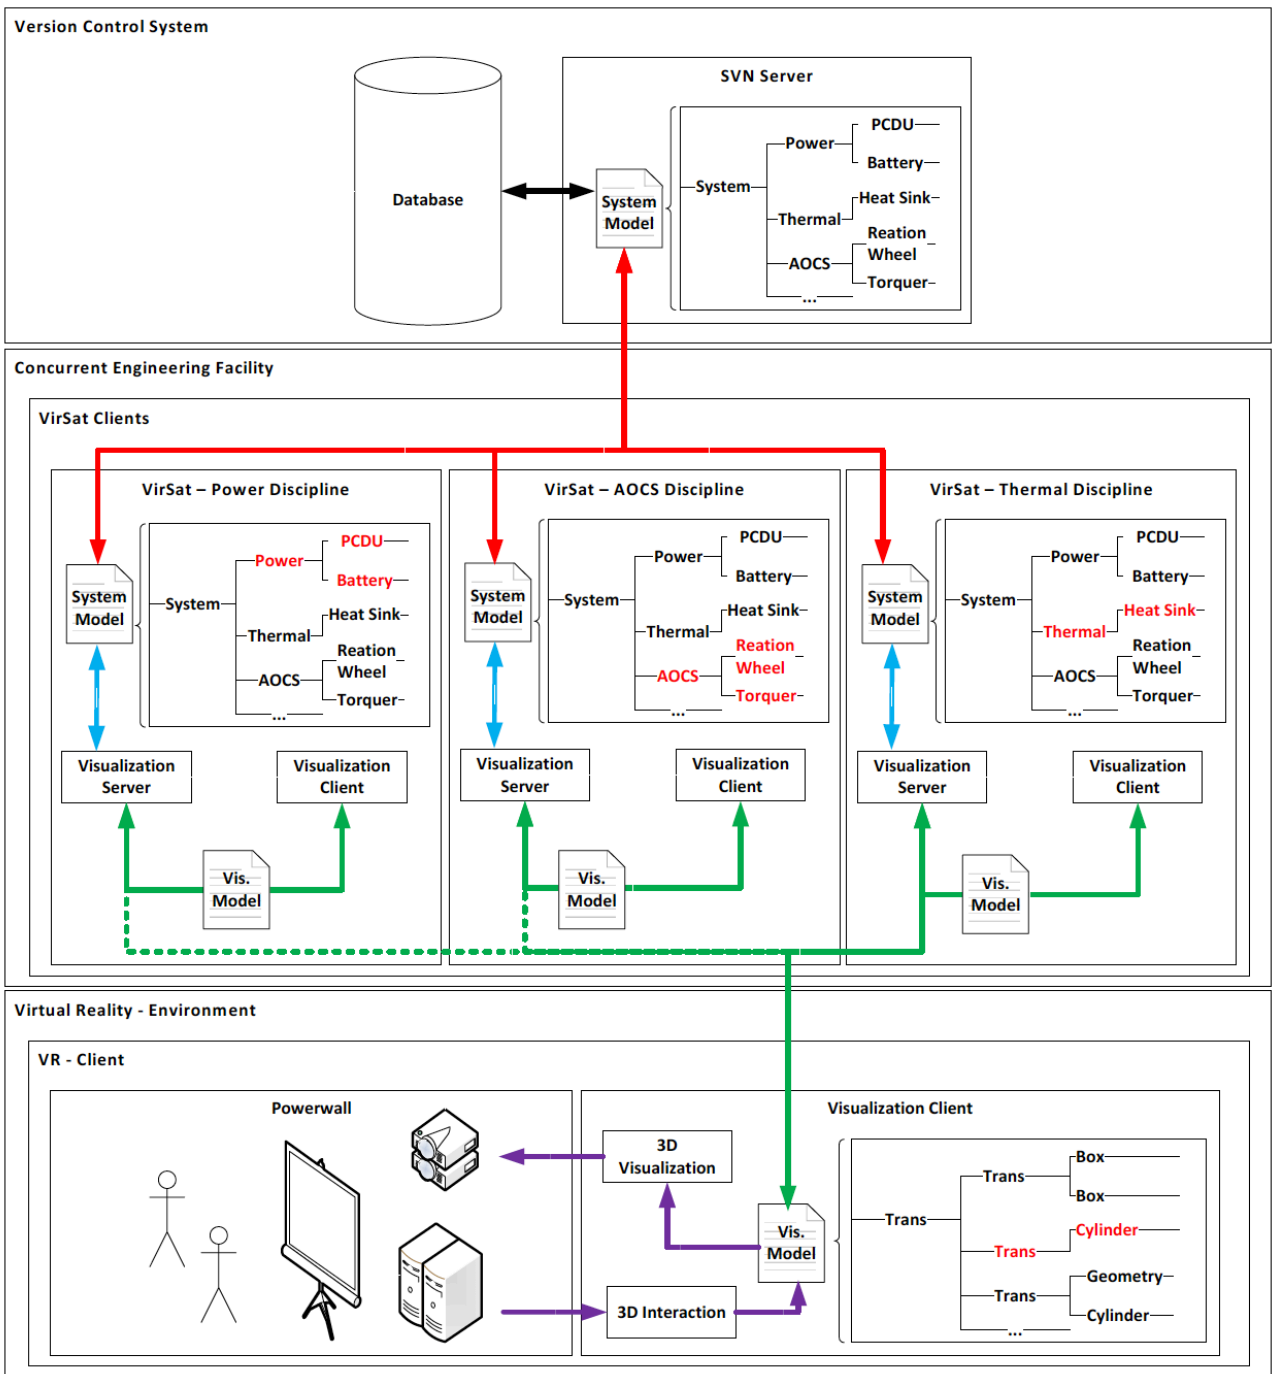 Version Control System
SVN Server
Database
System
Model
System
Power
PCDU
Battery
Thermal
Heat Sink
AOCS
Reation
Wheel
Torquer
...
Concurrent Engineering Facility
VirSat Clients
VirSat – Power Discipline
System
Model
System
Power
PCDU
Battery
Thermal
Heat Sink
AOCS
Reation
Wheel
Torquer
...
Visualization
Server
Visualization
Client
Vis.
Model
VirSat – AOCS Discipline
System
Model
System
Power
PCDU
Battery
Thermal
Heat Sink
AOCS
Reation
Wheel
Torquer
...
Visualization
Server
Visualization
Client
Vis.
Model
VirSat – Thermal Discipline
System
Model
System
Power
PCDU
Battery
Thermal
Heat Sink
AOCS
Reation
Wheel
Torquer
...
Visualization
Server
Visualization
Client
Vis.
Model
Virtual Reality - Environment
VR - Client
Powerwall
Visualization Client
3D
Visualization
Vis.
Model
3D Interaction
Trans
Trans
Box
Box
Trans
Cylinder
Trans
Geometry
Cylinder
...